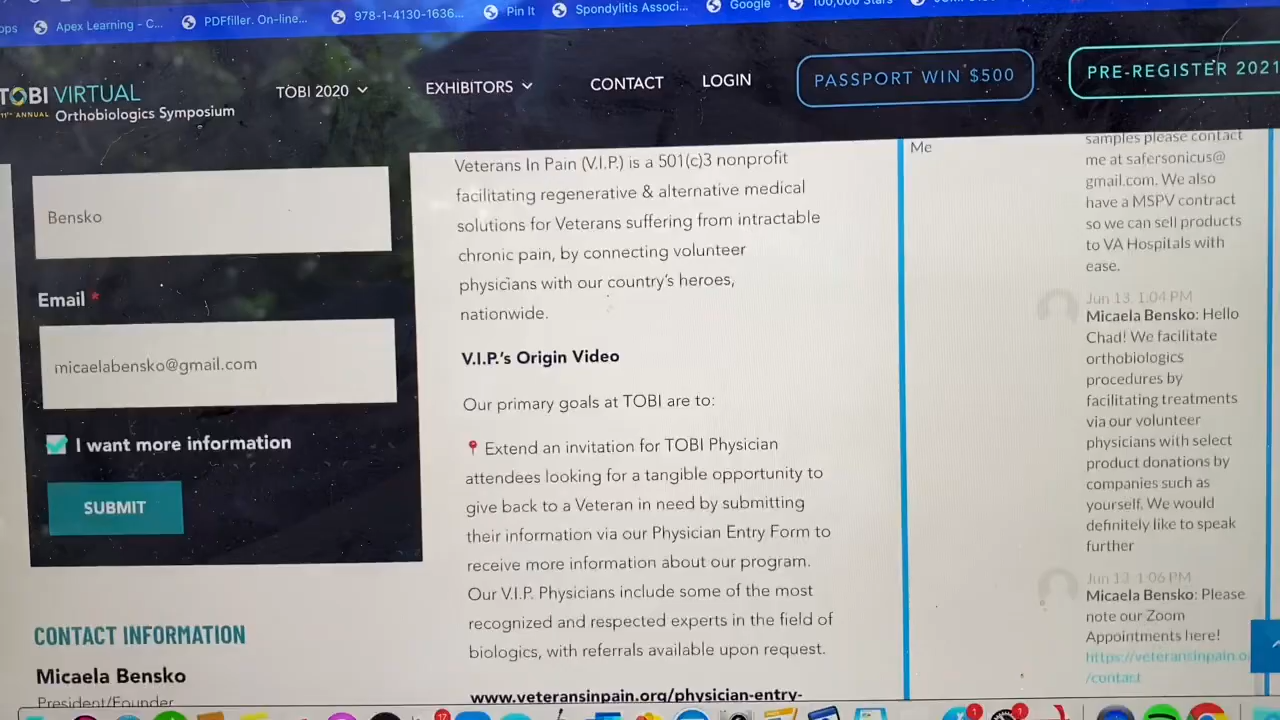 Apex Learning - C...
PDFfiller. On-line...
978-1-4130-1636...
Pin It
Spondylitis Associ...
Google
100,000 Stars
TOBI VIRTUAL
11TH ANNUAL Orthobiologics Symposium
TOBI 2020
EXHIBITORS
CONTACT
LOGIN
PASSPORT WIN $500
PRE-REGISTER 2021
Bensko
Email *
micaelabensko@gmail.com
I want more information
SUBMIT
CONTACT INFORMATION
Micaela Bensko
President/Founder
Veterans In Pain (V.I.P.) is a 501(c)3 nonprofit
facilitating regenerative & alternative medical
solutions for Veterans suffering from intractable
chronic pain, by connecting volunteer
physicians with our country's heroes,
nationwide.
V.I.P.'s Origin Video
Our primary goals at TOBI are to:
Extend an invitation for TOBI Physician
attendees looking for a tangible opportunity to
give back to a Veteran in need by submitting
their information via our Physician Entry Form to
receive more information about our program.
Our V.I.P. Physicians include some of the most
recognized and respected experts in the field of
biologics, with referrals available upon request.
www.veteransinpain.org/physician-entry-
Me
samples please contact
me at safersonicus@
gmail.com. We also
have a MSPV contract
so we can sell products
to VA Hospitals with
ease.
Jun 13, 1:04 PM
Micaela Bensko: Hello
Chad! We facilitate
orthobiologics
procedures by
facilitating treatments
via our volunteer
physicians with select
product donations by
companies such as
yourself. We would
definitely like to speak
further
Jun 13, 1:06 PM
Micaela Bensko: Please
note our Zoom
Appointments here!
https://veteransinpain.o
/contact
17
1
1